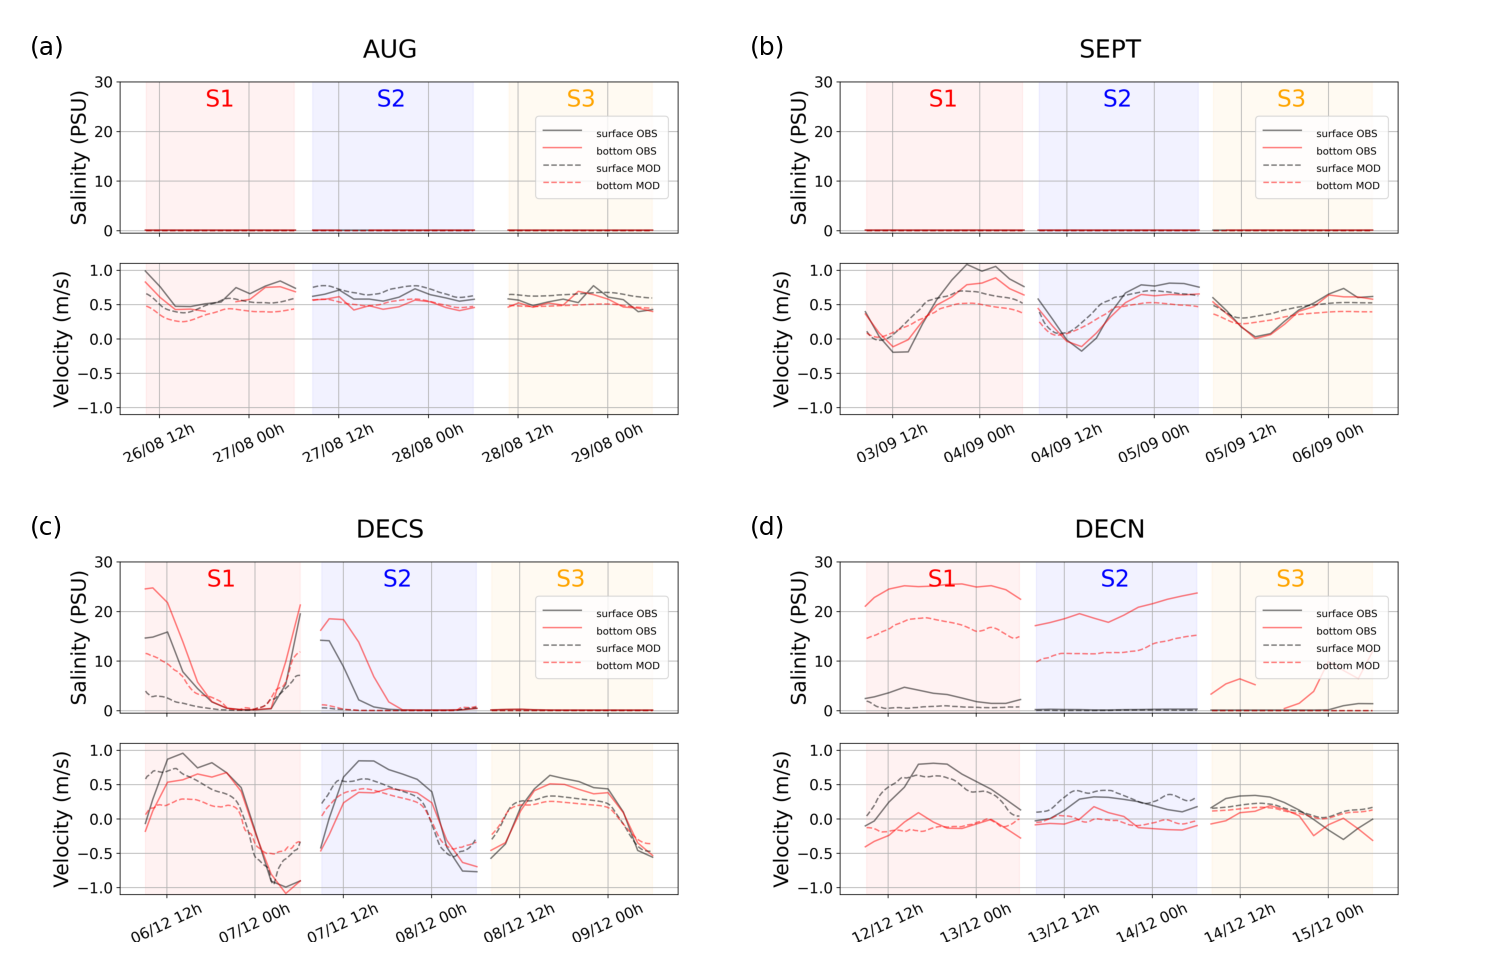 (a)
AUG
Salinity (PSU)
30
20
10
0
S1
S2
S3
surface OBS
bottom OBS
surface MOD
bottom MOD
Velocity (m/s)
1.0
0.5
0.0
−0.5
−1.0
26/08 12h
27/08 00h
27/08 12h
28/08 00h
28/08 12h
29/08 00h
(b)
SEPT
Salinity (PSU)
30
20
10
0
S1
S2
S3
surface OBS
bottom OBS
surface MOD
bottom MOD
Velocity (m/s)
1.0
0.5
0.0
−0.5
−1.0
03/09 12h
04/09 00h
04/09 12h
05/09 00h
05/09 12h
06/09 00h
(c)
DECS
Salinity (PSU)
30
20
10
0
S1
S2
S3
surface OBS
bottom OBS
surface MOD
bottom MOD
Velocity (m/s)
1.0
0.5
0.0
−0.5
−1.0
06/12 12h
07/12 00h
07/12 12h
08/12 00h
08/12 12h
09/12 00h
(d)
DECN
Salinity (PSU)
30
20
10
0
S1
S2
S3
surface OBS
bottom OBS
surface MOD
bottom MOD
Velocity (m/s)
1.0
0.5
0.0
−0.5
−1.0
12/12 12h
13/12 00h
13/12 12h
14/12 00h
14/12 12h
15/12 00h